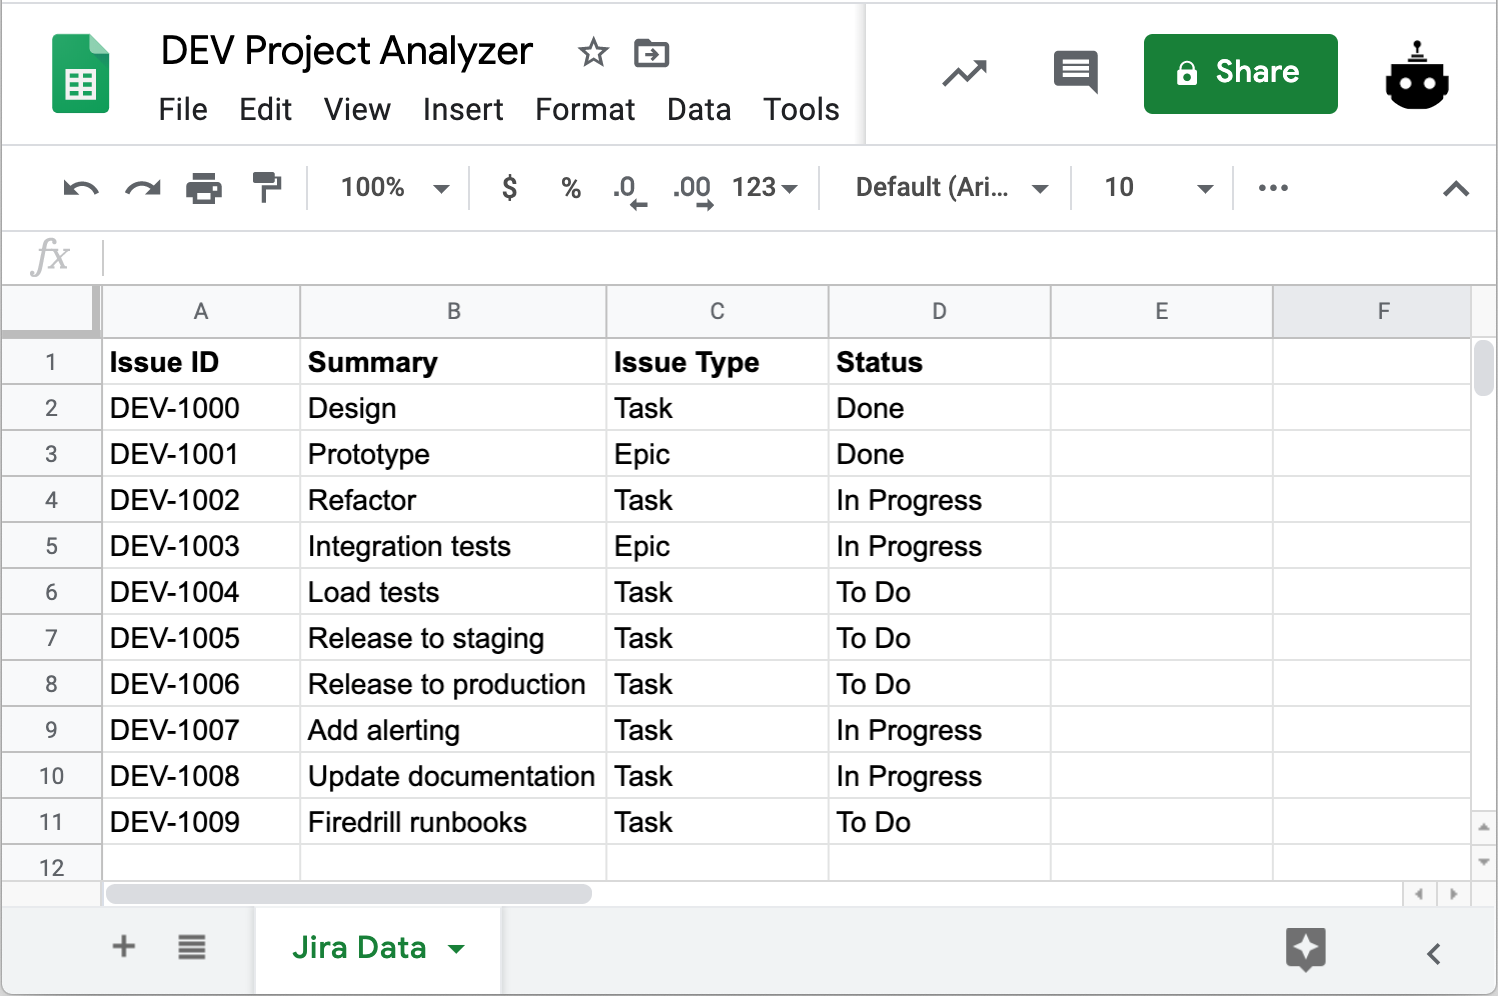 DEV Project Analyzer
File Edit View Insert Format Data Tools
Share
100% $ % .0 .00 123 Default (Ari... 10
fx
A B C D E F
1 Issue ID Summary Issue Type Status
2 DEV-1000 Design Task Done
3 DEV-1001 Prototype Epic Done
4 DEV-1002 Refactor Task In Progress
5 DEV-1003 Integration tests Epic In Progress
6 DEV-1004 Load tests Task To Do
7 DEV-1005 Release to staging Task To Do
8 DEV-1006 Release to production Task To Do
9 DEV-1007 Add alerting Task In Progress
10 DEV-1008 Update documentation Task In Progress
11 DEV-1009 Firedrill runbooks Task To Do
12
Jira Data